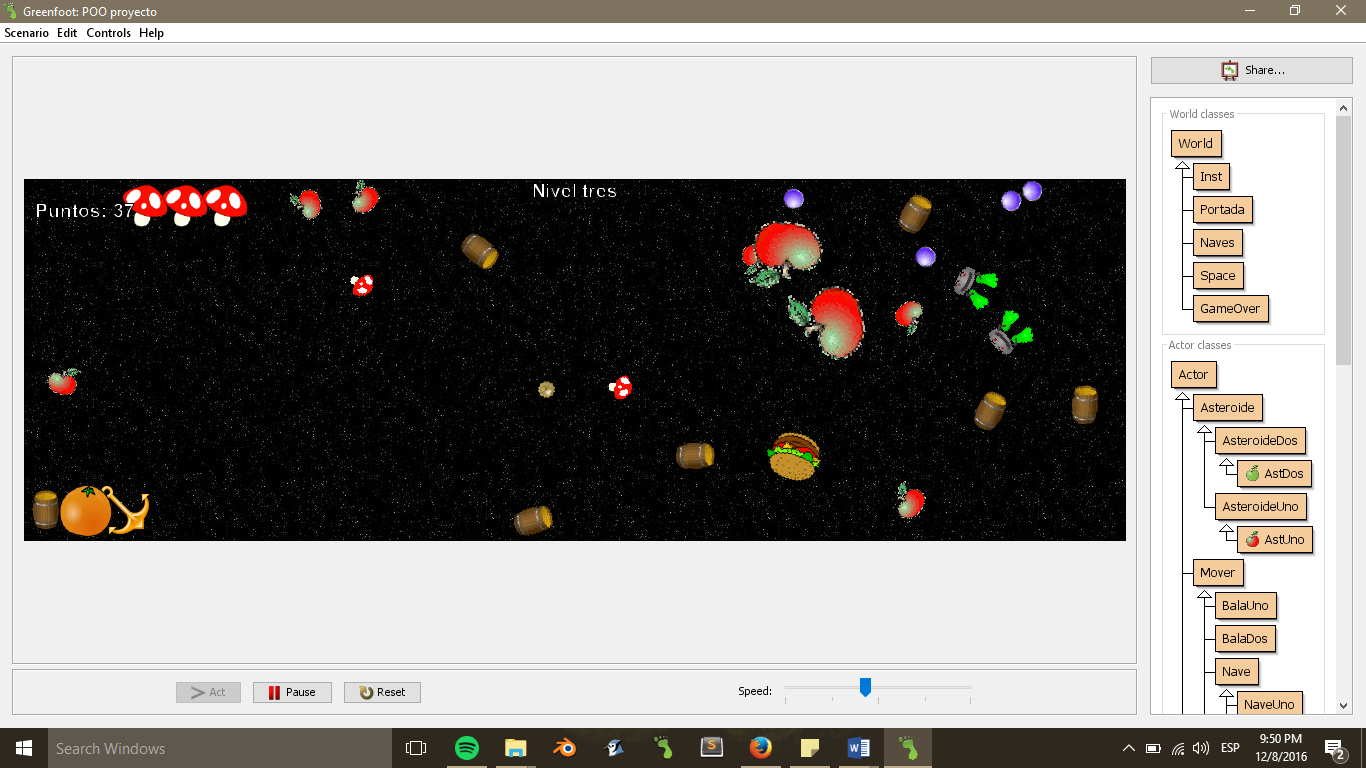 Greenfoot: POO proyecto
Scenario Edit Controls Help
Share...
Nivel tres
Puntos: 37
World classes
World
Inst
Portada
Naves
Space
GameOver
Actor classes
Actor
Asteroide
AsteroideDos
AstDos
AsteroideUno
AstUno
Mover
BalaUno
BalaDos
Nave
NaveUno
Act
Pause
Reset
Speed:
Search Windows
S
W
ESP
9:50 PM
12/8/2016
2